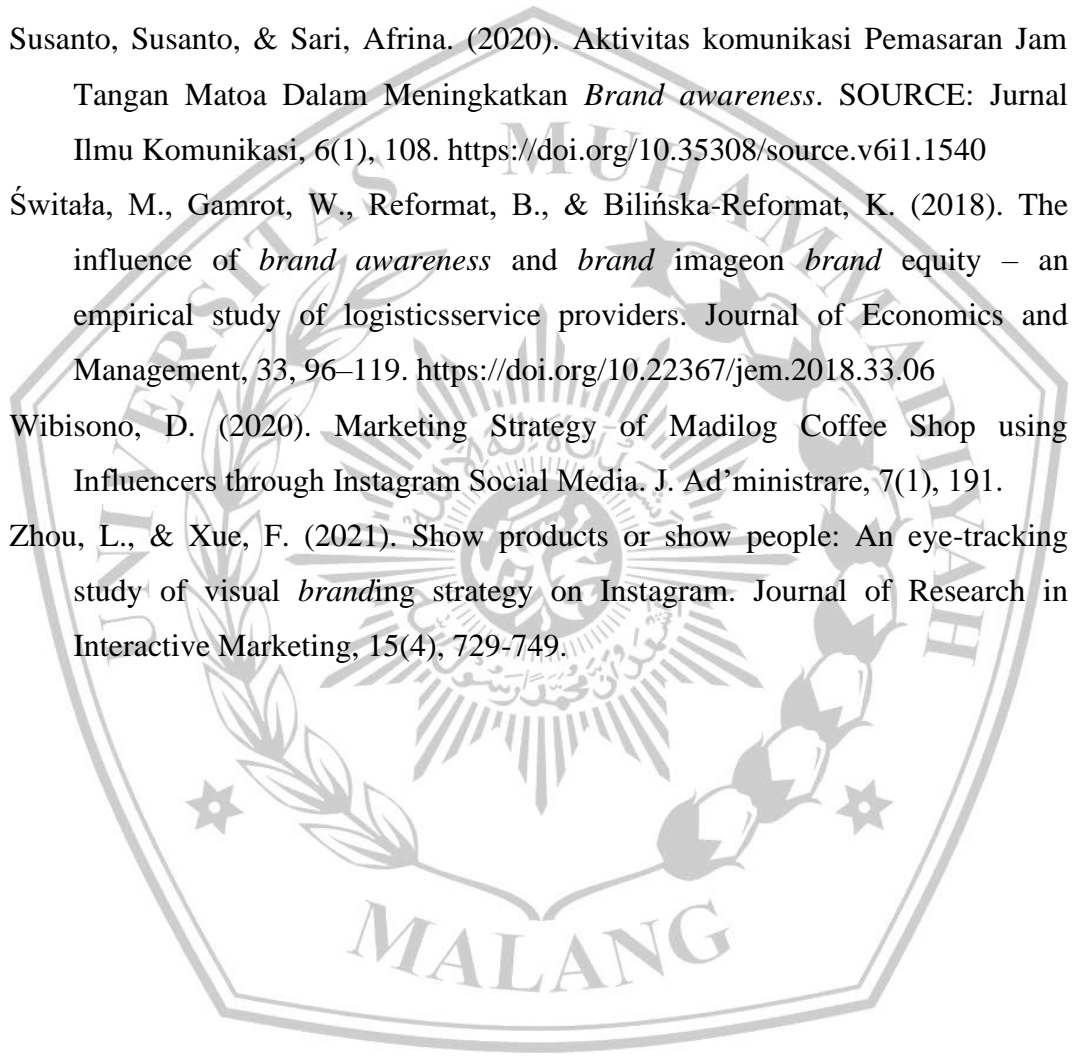 Susanto, Susanto, & Sari, Afrina. (2020). Aktivitas komunikasi Pemasaran Jam
Tangan Matoa Dalam Meningkatkan Brand awareness. SOURCE: Jurnal
Ilmu Komunikasi, 6(1), 108. https://doi.org/10.35308/source.v6i1.1540
Świtała, M., Gamrot, W., Reformat, B., & Bilińska-Reformat, K. (2018). The
influence of brand awareness and brand imageon brand equity – an
empirical study of logisticsservice providers. Journal of Economics and
Management, 33, 96–119. https://doi.org/10.22367/jem.2018.33.06
Wibisono, D. (2020). Marketing Strategy of Madilog Coffee Shop using
Influencers through Instagram Social Media. J. Ad’ministrare, 7(1), 191.
Zhou, L., & Xue, F. (2021). Show products or show people: An eye-tracking
study of visual branding strategy on Instagram. Journal of Research in
Interactive Marketing, 15(4), 729-749.
UNIVERSITAS MUHAMMADIYAH
MALANG